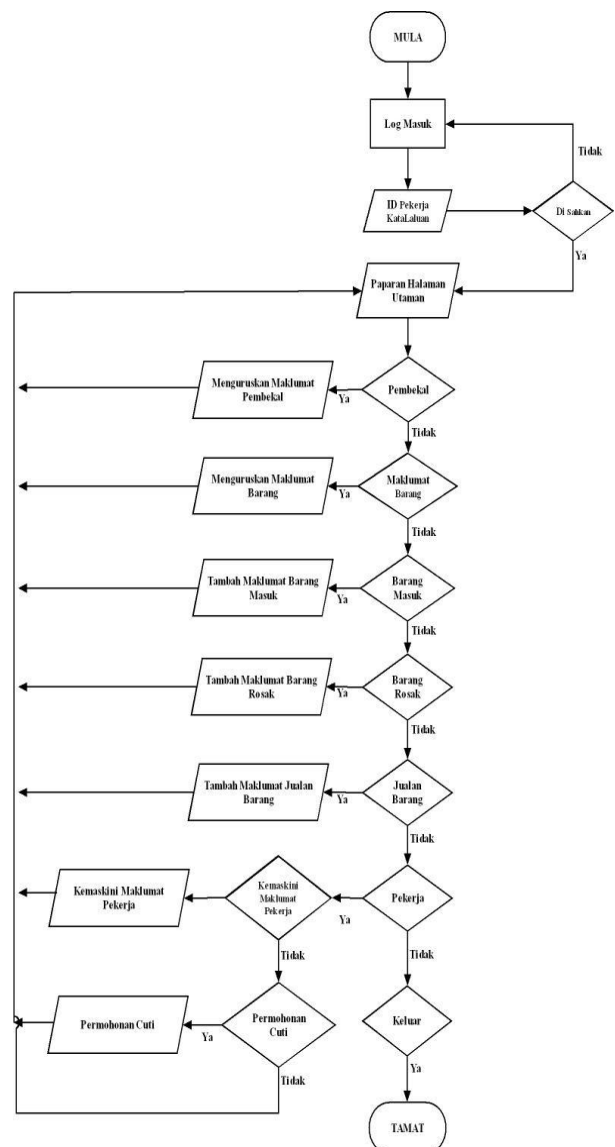 MULA
Log Masuk
Tidak
ID Pekerja
KataLaluan
Di Sahkan
Ya
Paparan Halaman
Utaman
Menguruskan Maklumat
Pembekal
Ya
Pembekal
Tidak
Menguruskan Maklumat
Barang
Ya
Maklumat
Barang
Tidak
Tambah Maklumat Barang
Masuk
Ya
Barang
Masuk
Tidak
Tambah Maklumat Barang
Rosak
Ya
Barang
Rosak
Tidak
Tambah Maklumat Jualan
Barang
Ya
Jualan
Barang
Tidak
Kemaskini Maklumat
Pekerja
Kemaskini
Maklumat
Pekerja
Ya
Pekerja
Tidak
Tidak
Permohonan Cuti
Ya
Permohonan
Cuti
Keluar
Tidak
Ya
TAMAT